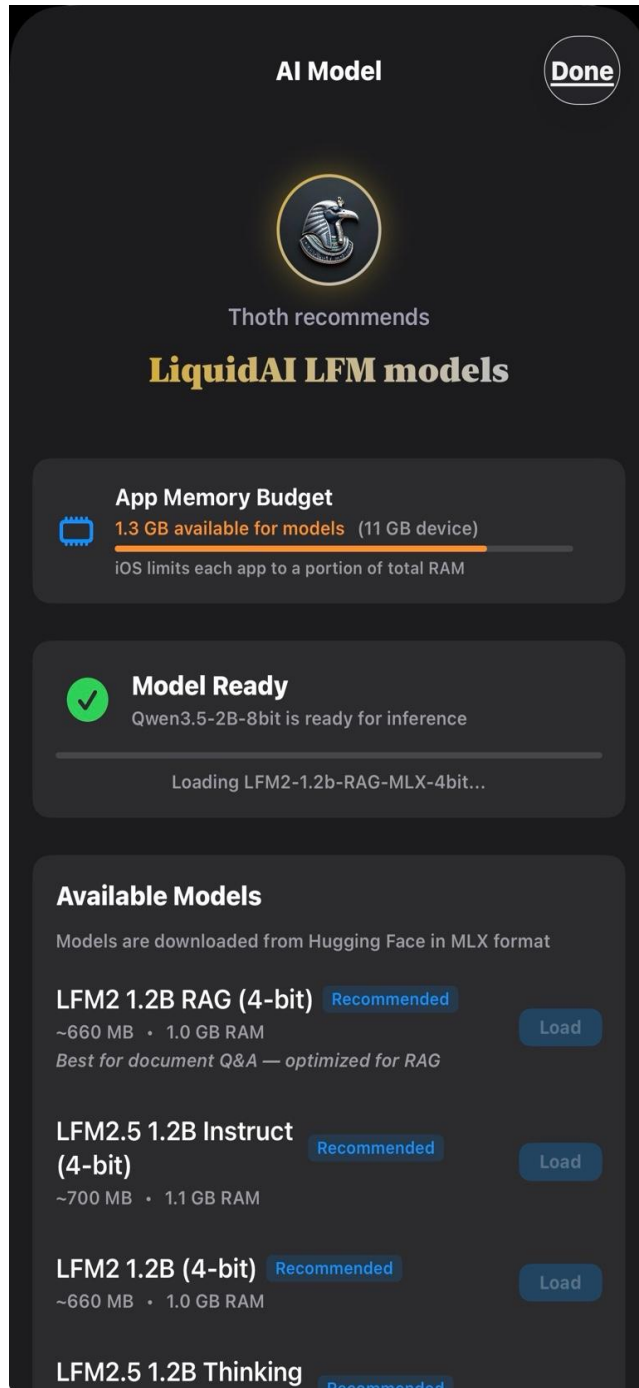 AI Model
Done
Thoth recommends
LiquidAI LFM models
App Memory Budget
1.3 GB available for models (11 GB device)
iOS limits each app to a portion of total RAM
Model Ready
Qwen3.5-2B-8bit is ready for inference
Loading LFM2-1.2b-RAG-MLX-4bit...
Available Models
Models are downloaded from Hugging Face in MLX format
LFM2 1.2B RAG (4-bit) Recommended
~660 MB • 1.0 GB RAM
Load
Best for document Q&A — optimized for RAG
LFM2.5 1.2B Instruct
(4-bit)
Recommended
~700 MB • 1.1 GB RAM
Load
LFM2 1.2B (4-bit) Recommended
~660 MB • 1.0 GB RAM
Load
LFM2.5 1.2B Thinking
Recommended